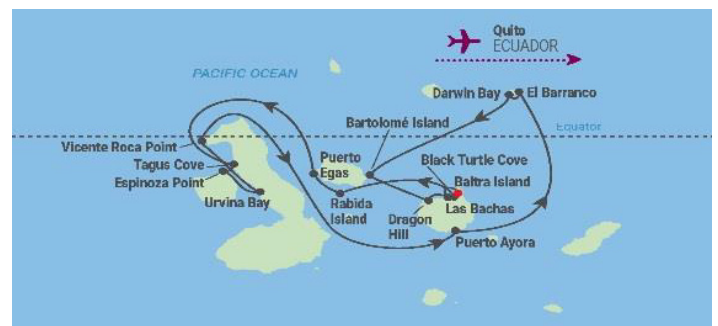 Quito
ECUADOR
PACIFIC OCEAN
Darwin Bay
El Barranco
Bartolomé Island
Equator
Vicente Roca Point
Tagus Cove
Espinoza Point
Urvina Bay
Puerto
Egas
Rabida
Island
Black Turtle Cove
Baltra Island
Las Bachas
Dragon
Hill
Puerto Ayora